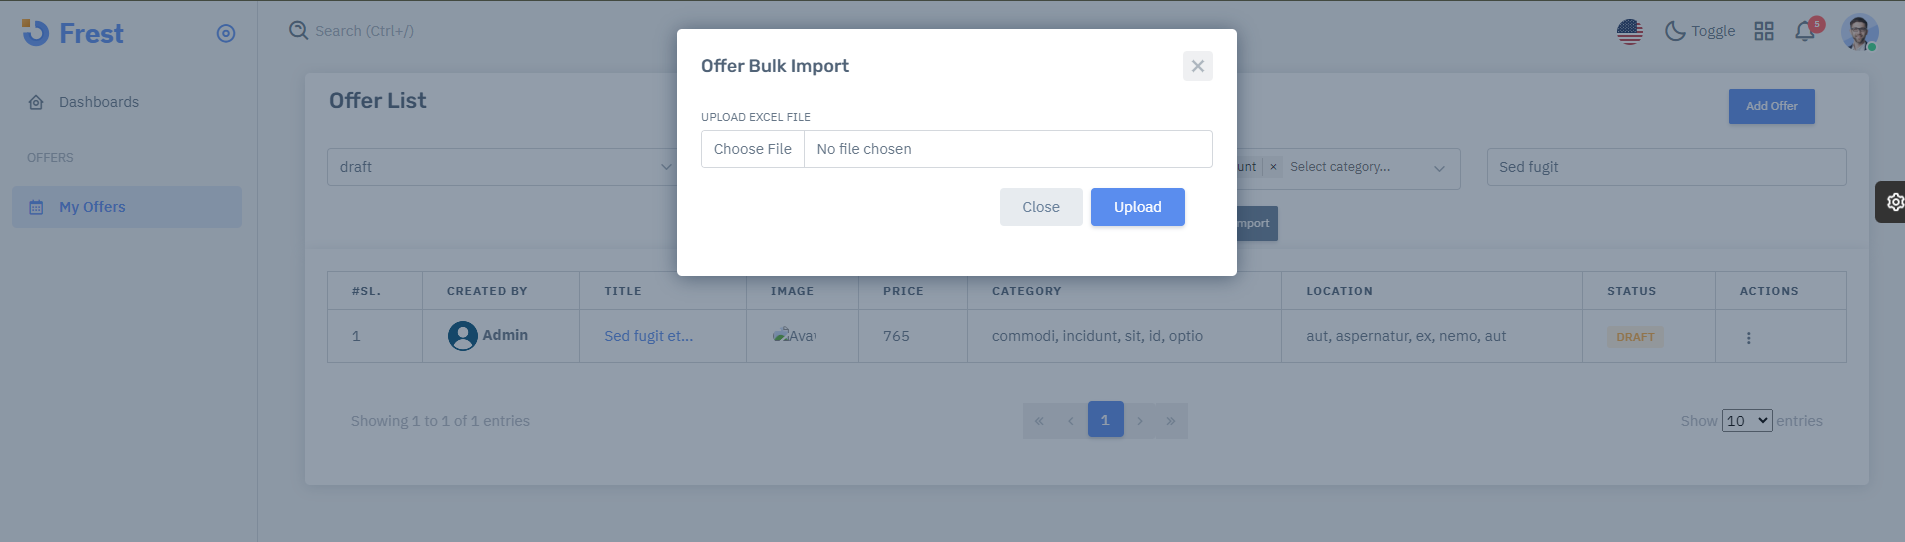 Frest
Search (Ctrl+/)
Toggle
5
Dashboards
OFFERS
My Offers
Offer List
Add Offer
draft
unt × Select category...
Sed fugit
mport
Offer Bulk Import
UPLOAD EXCEL FILE
Choose File No file chosen
Close Upload
#SL. CREATED BY TITLE IMAGE PRICE CATEGORY LOCATION STATUS ACTIONS
1 Admin Sed fugit et... Ava 765 commodi, incidunt, sit, id, optio aut, aspernatur, ex, nemo, aut DRAFT
Showing 1 to 1 of 1 entries
« ‹ 1 › »
Show 10 entries